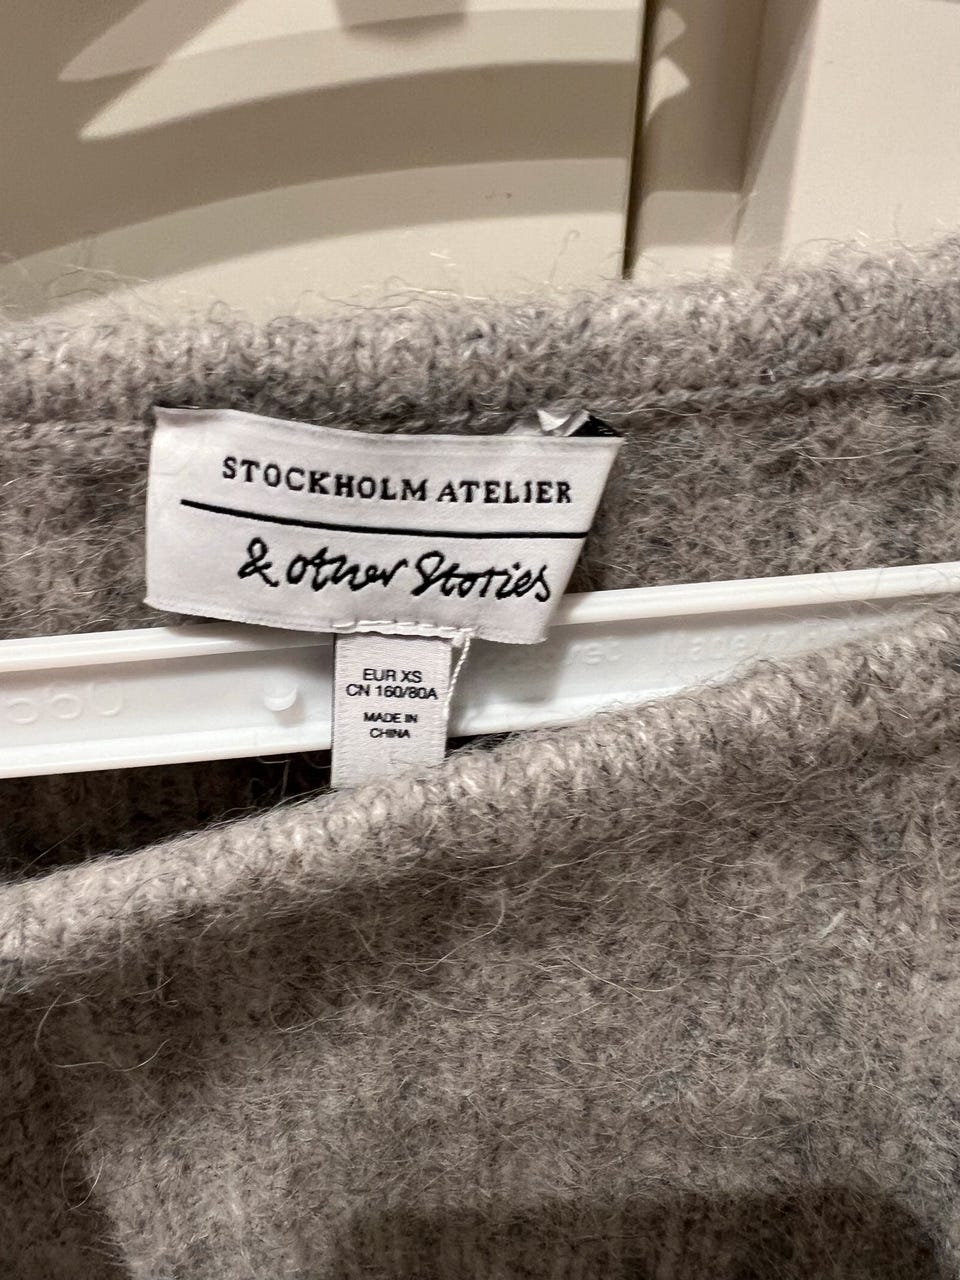 STOCKHOLM ATELIER
& Other Stories
EUR XS
CN 160/80A
MADE IN
CHINA